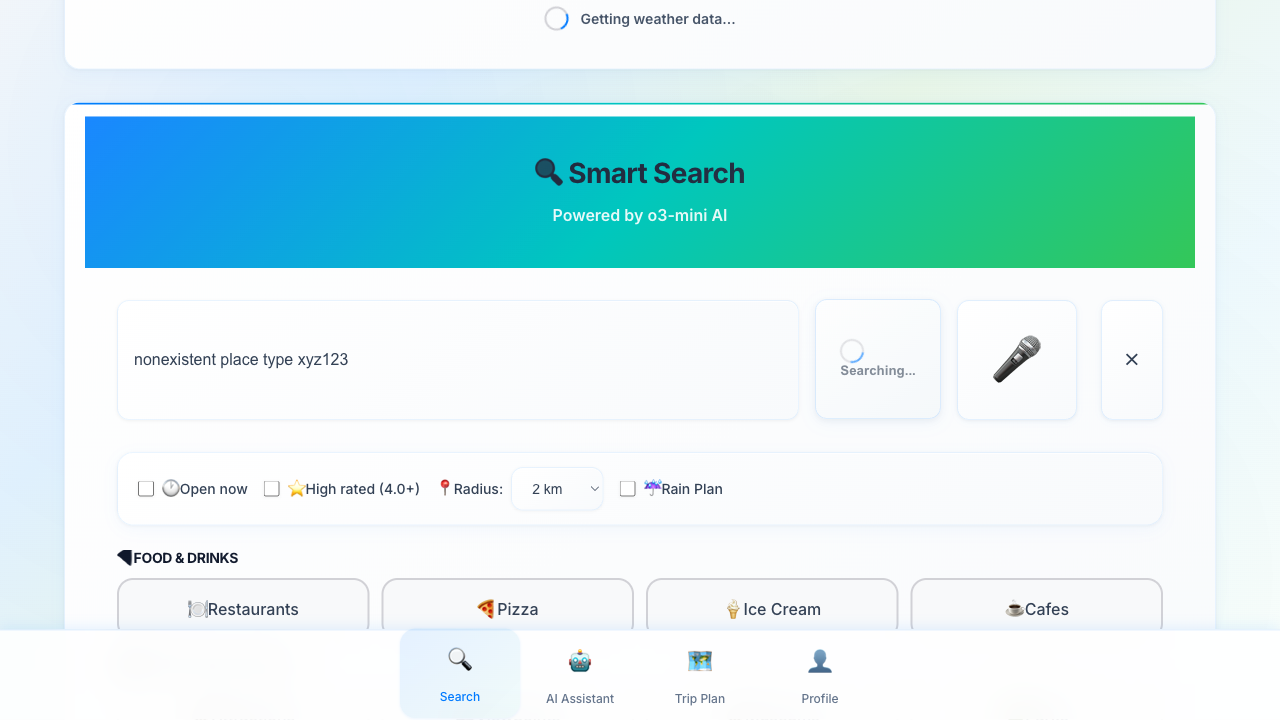 Getting weather data...
Smart Search
Powered by o3-mini AI
nonexistent place type xyz123
Searching...
Open now High rated (4.0+) Radius: 2 km Rain Plan
FOOD & DRINKS
Restaurants Pizza Ice Cream Cafes
Search AI Assistant Trip Plan Profile